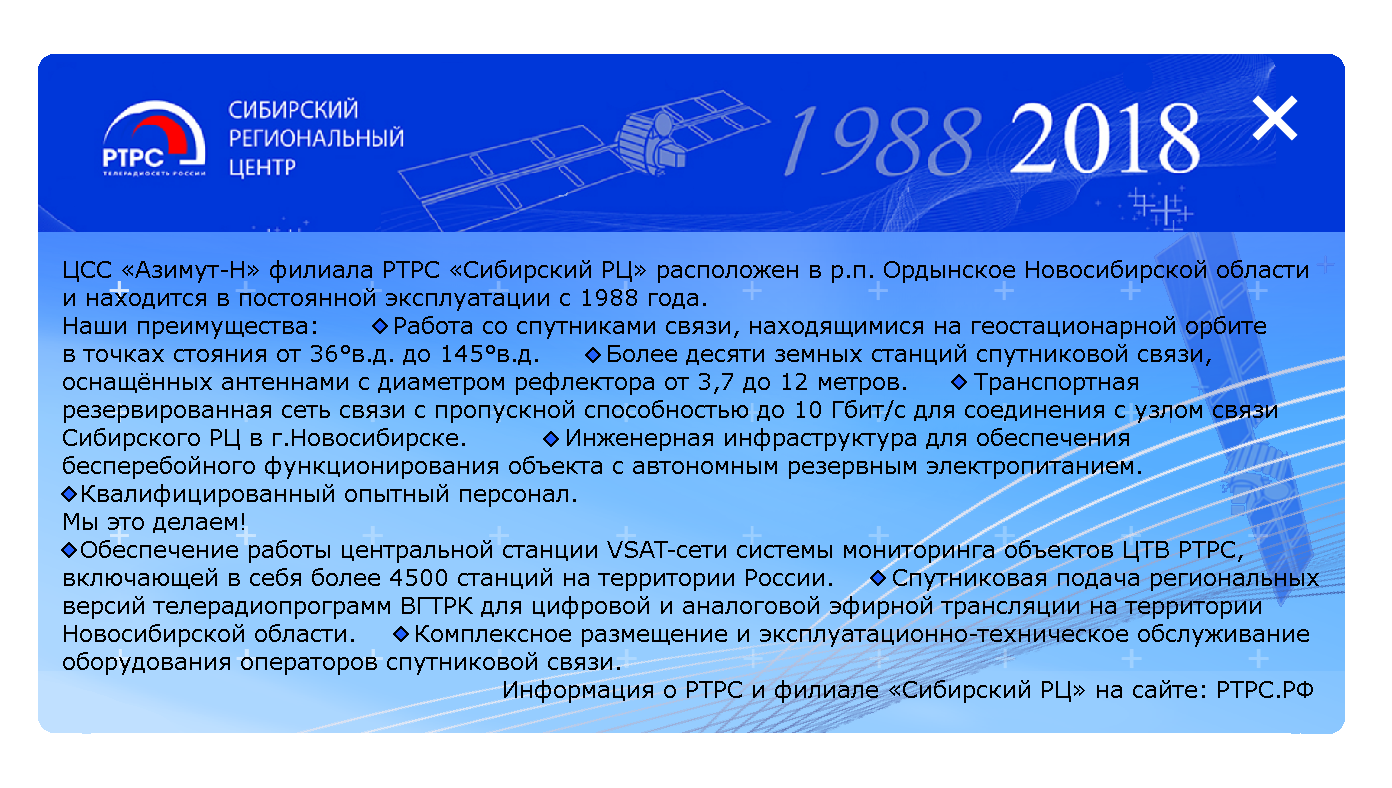 СИБИРСКИЙ
РЕГИОНАЛЬНЫЙ
ЦЕНТР
РТРС
ТЕЛЕРАДИОСЕТЬ РОССИИ
1988 2018
ЦСС «Азимут-Н» филиала РТРС «Сибирский РЦ» расположен в р.п. Ордынское Новосибирской области
и находится в постоянной эксплуатации с 1988 года.
Наши преимущества: Работа со спутниками связи, находящимися на геостационарной орбите
в точках стояния от 36°в.д. до 145°в.д. Более десяти земных станций спутниковой связи,
оснащённых антеннами с диаметром рефлектора от 3,7 до 12 метров. Транспортная
резервированная сеть связи с пропускной способностью до 10 Гбит/с для соединения с узлом связи
Сибирского РЦ в г.Новосибирске. Инженерная инфраструктура для обеспечения
бесперебойного функционирования объекта с автономным резервным электропитанием.
Квалифицированный опытный персонал.
Мы это делаем!
Обеспечение работы центральной станции VSAT-сети системы мониторинга объектов ЦТВ РТРС,
включающей в себя более 4500 станций на территории России. Спутниковая подача региональных
версий телерадиопрограмм ВГТРК для цифровой и аналоговой эфирной трансляции на территории
Новосибирской области. Комплексное размещение и эксплуатационно-техническое обслуживание
оборудования операторов спутниковой связи.
Информация о РТРС и филиале «Сибирский РЦ» на сайте: РТРС.РФ